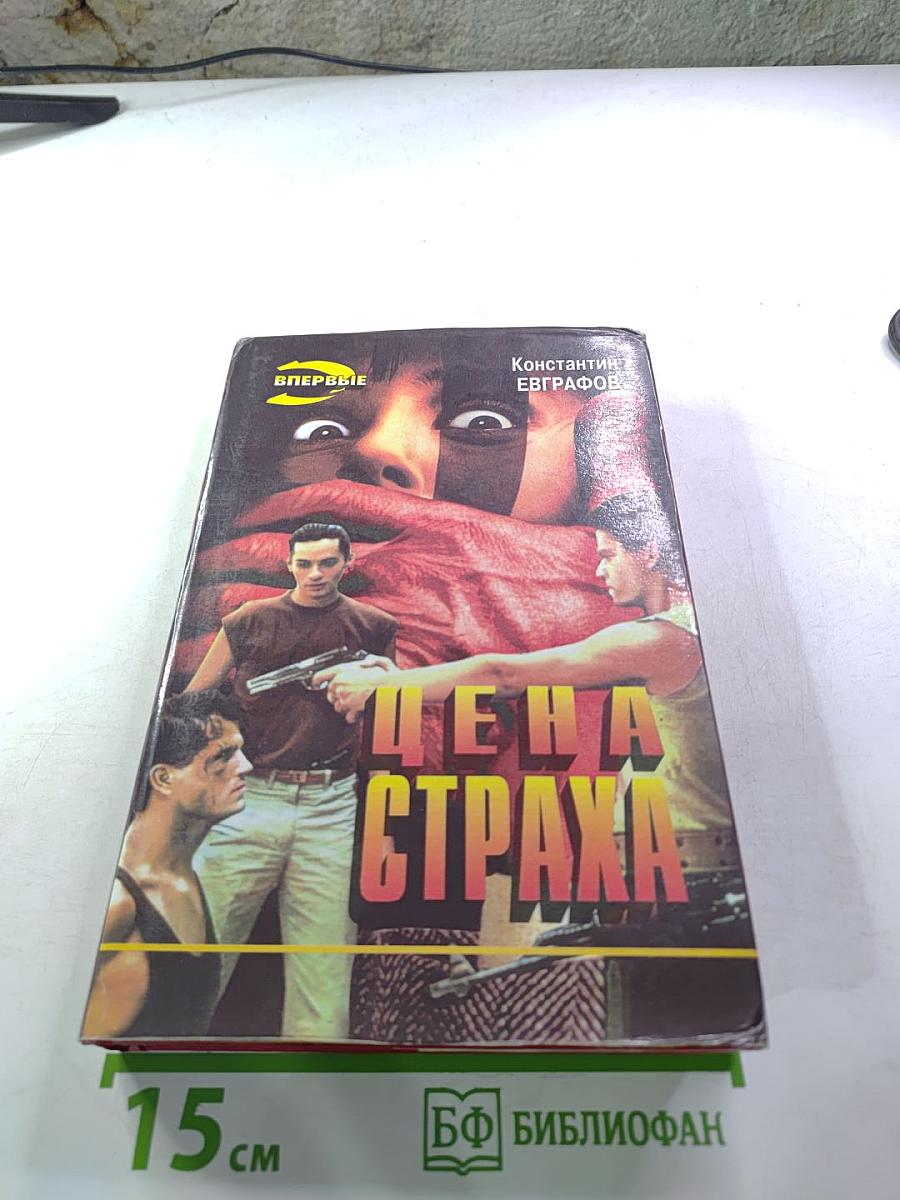 ВПЕРВЫЕ
Константин
ЕВГРАФОВ
ЦЕНА
СТРАХА
15 см
БФ БИБЛИОФАН